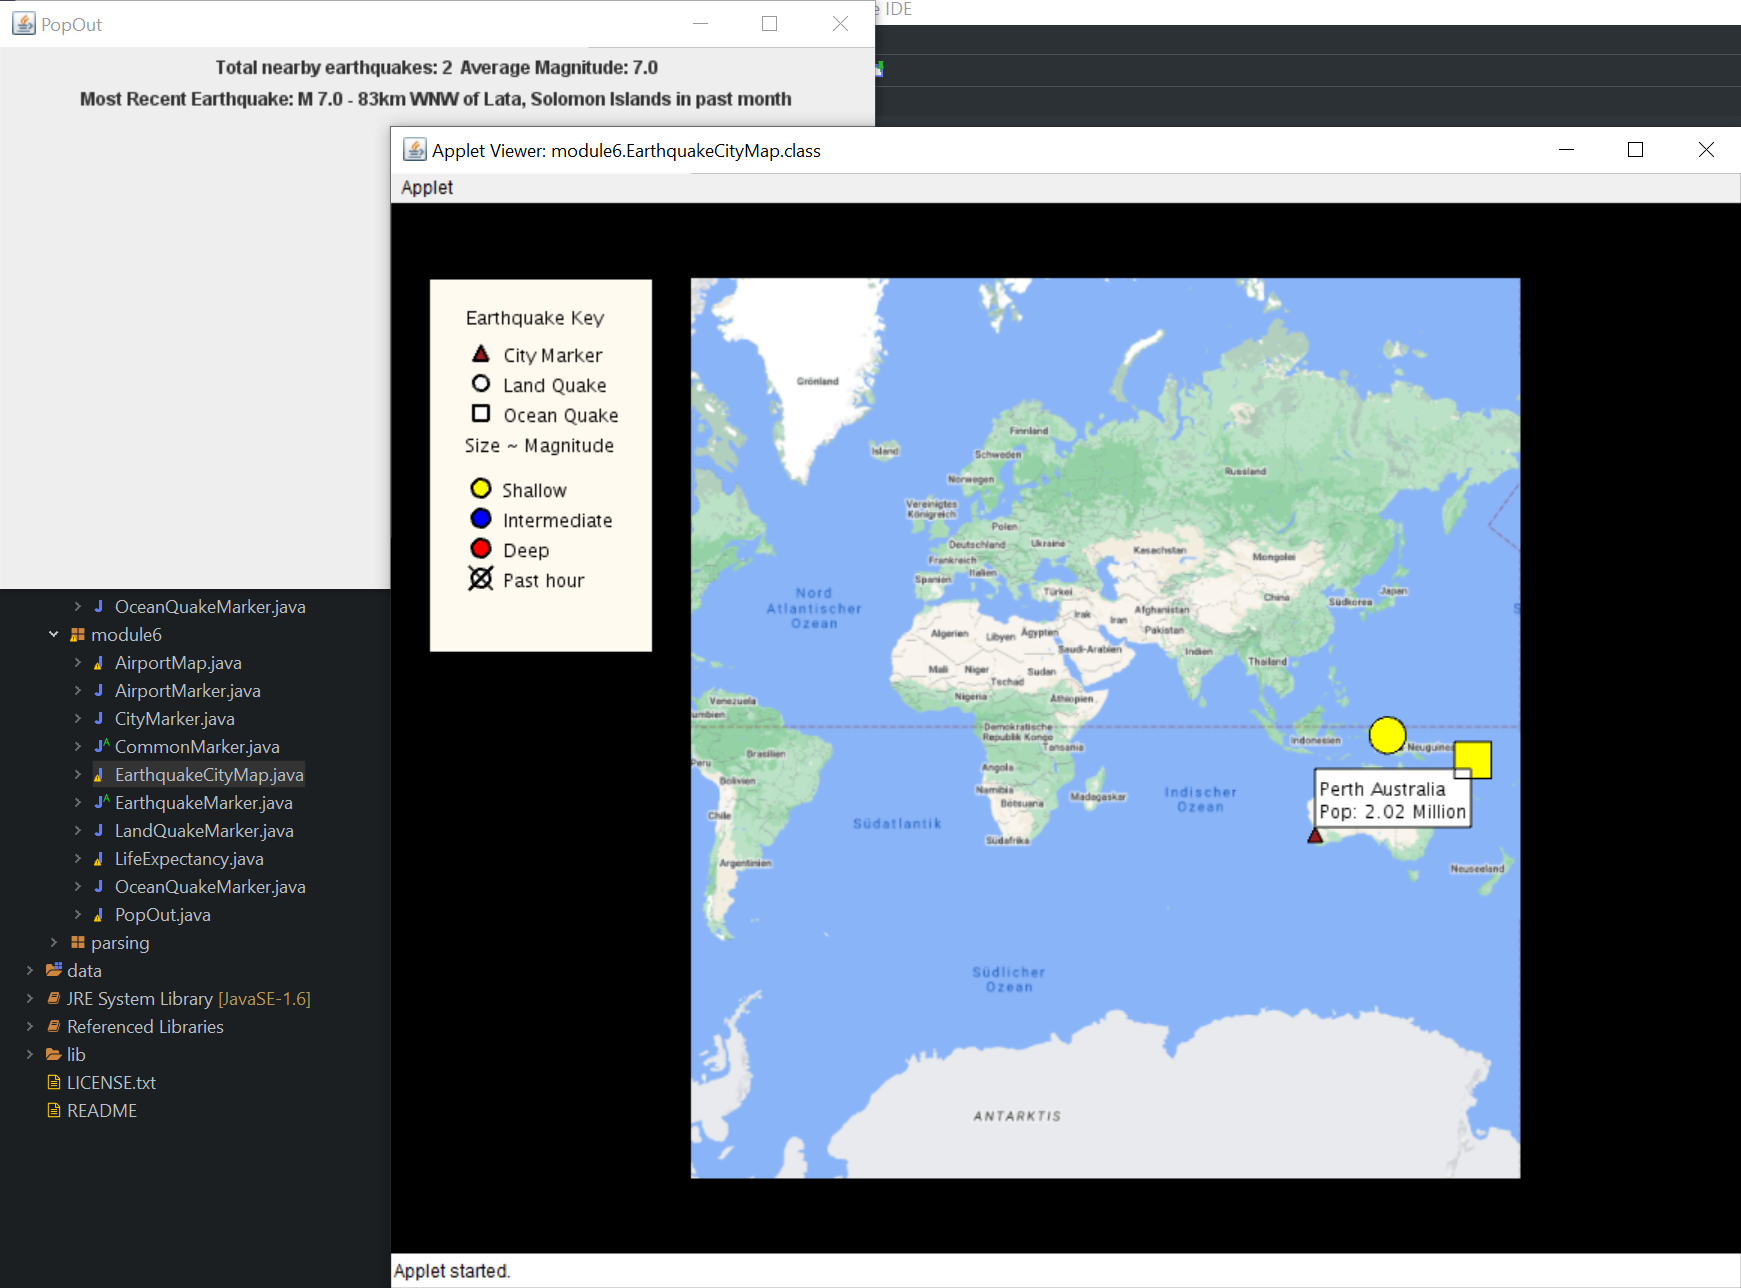 PopOut
IDE
Total nearby earthquakes: 2 Average Magnitude: 7.0
Most Recent Earthquake: M 7.0 - 83km WNW of Lata, Solomon Islands in past month
Applet Viewer: module6.EarthquakeCityMap.class
Applet
Earthquake Key
City Marker
Land Quake
Ocean Quake
Size ~ Magnitude
Shallow
Intermediate
Deep
Past hour
Grönland
Island
Finnland
Schweden
Norwegen
Russland
Vereinigtes
Königreich
Polen
Deutschland
Ukraine
Frankreich
Italien
Spanien
Türkei
Kasachstan
Mongolei
China
Südkorea
Japan
Afghanistan
Irak
Iran
Pakistan
Indien
Thailand
Nord
Atlantischer
Ozean
Algerien
Libyen
Ägypten
Saudi-Arabien
Mali
Niger
Tschad
Sudan
Nigeria
Äthiopien
Venezuela
umbien
Demokratische
Republik Kongo
Tansania
Brasilien
Peru
Bolivien
Angola
Namibia
Botsuana
Madagaskar
Chile
Südafrika
Argentinien
Indonesien
Neuguinea
Perth Australia
Pop: 2.02 Million
Indischer
Ozean
Südatlantik
Neuseeland
Südlicher
Ozean
ANTARKTIS
Applet started.
OceanQuakeMarker.java
module6
AirportMap.java
AirportMarker.java
CityMarker.java
CommonMarker.java
EarthquakeCityMap.java
EarthquakeMarker.java
LandQuakeMarker.java
LifeExpectancy.java
OceanQuakeMarker.java
PopOut.java
parsing
data
JRE System Library [JavaSE-1.6]
Referenced Libraries
lib
LICENSE.txt
README